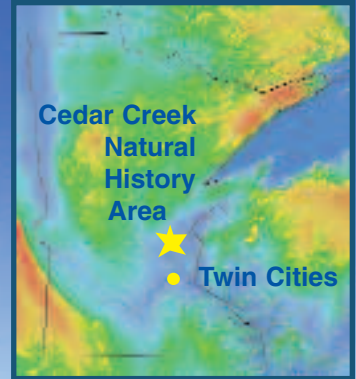 Cedar Creek
Natural
History
Area
Twin Cities